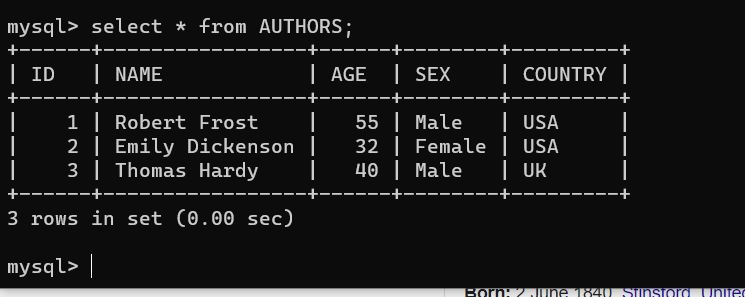 mysql> select * from AUTHORS;
+------+-----------------+------+--------+---------+
| ID   | NAME            | AGE  | SEX    | COUNTRY |
+------+-----------------+------+--------+---------+
|    1 | Robert Frost    |   55 | Male   | USA     |
|    2 | Emily Dickenson |   32 | Female | USA     |
|    3 | Thomas Hardy    |   40 | Male   | UK      |
+------+-----------------+------+--------+---------+
3 rows in set (0.00 sec)
mysql>
Born: 2 June 1840, Stinsford, United